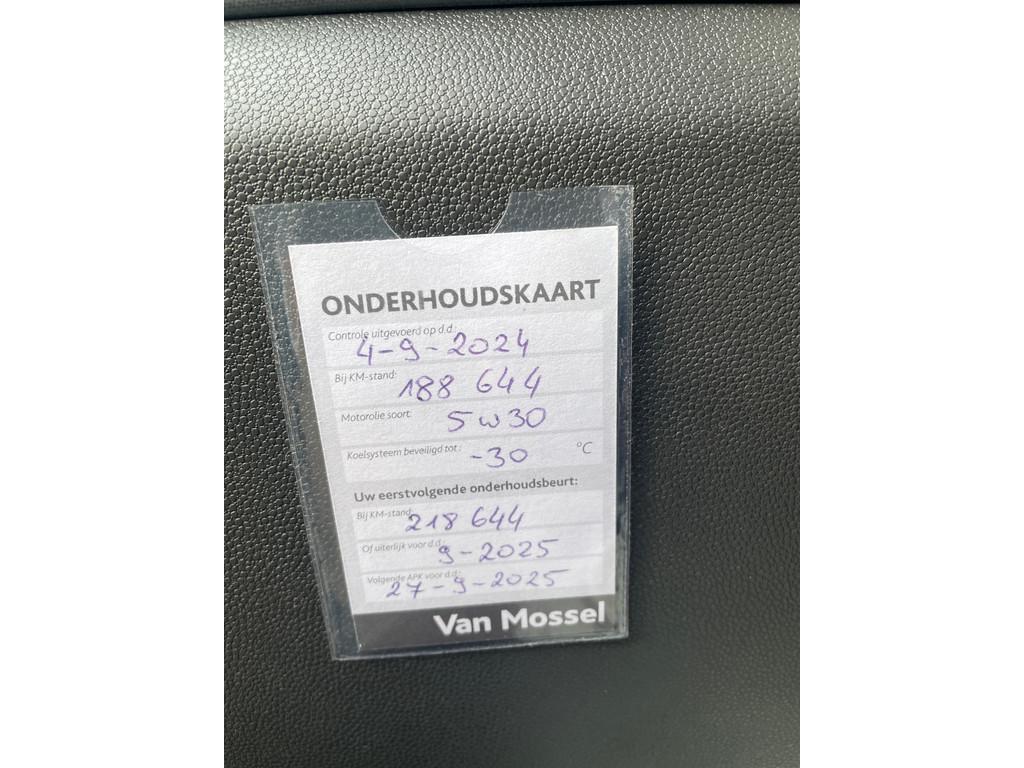 ONDERHOUDSKAART
Controle uitgevoerd op d.d.: 4-9-2024
Bij KM-stand: 188 644
Motorolie soort: 5w30
Koelsysteem beveiligd tot: -30 °C
Uw eerstvolgende onderhoudsbeurt:
Bij KM-stand: 218 644
Of uiterlijk voor d.d.: 9-2025
Volgende APK voor d.d.: 27-9-2025
Van Mossel